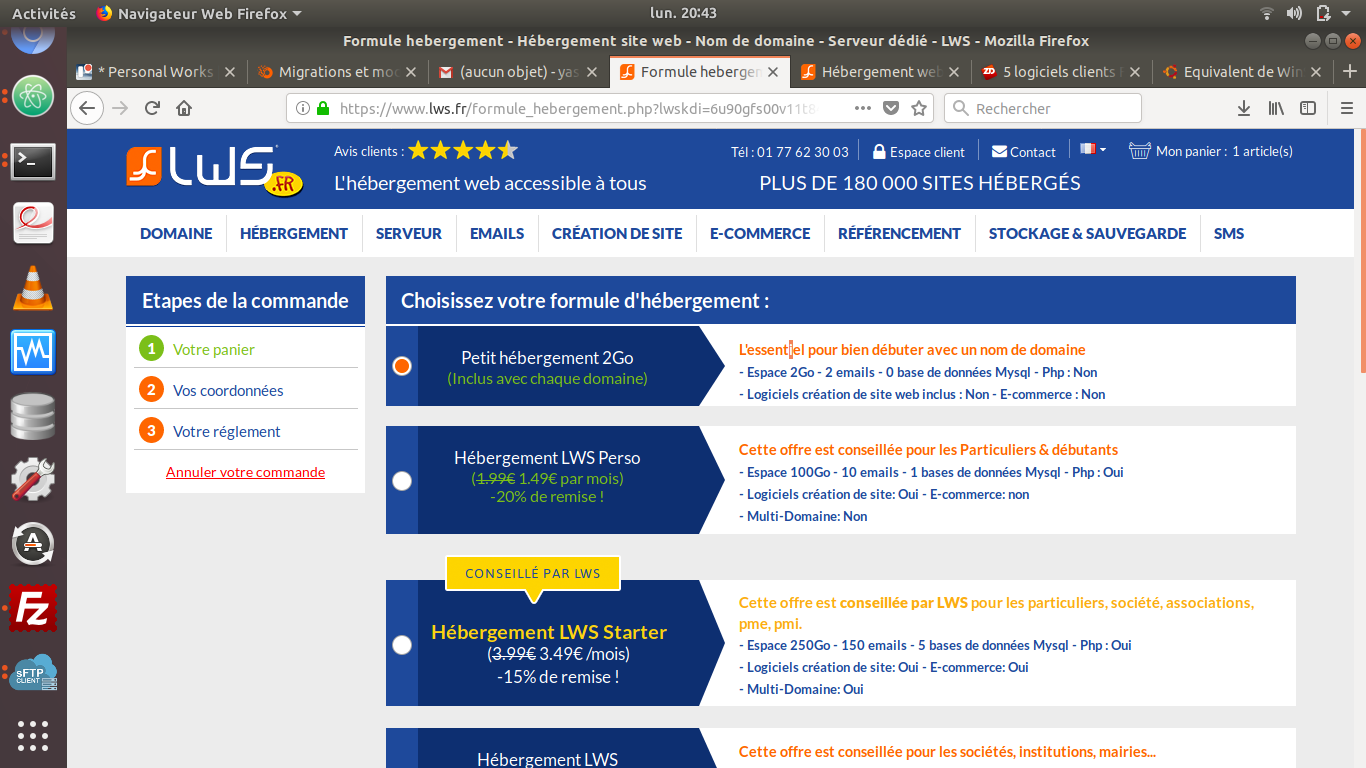 Activités
Navigateur Web Firefox
lun. 20:43
Formule hebergement - Hébergement site web - Nom de domaine - Serveur dédié - LWS - Mozilla Firefox
* Personal Works
Migrations et mod
(aucun objet) - yas
Formule hebergem
Hébergement web
5 logiciels clients
Equivalent de Win
https://www.lws.fr/formule_hebergement.php?lwskdi=6u90gfs00v11t8
Rechercher
LWS
.FR
Avis clients :
L'hébergement web accessible à tous
Tél : 01 77 62 30 03
Espace client
Contact
Mon panier : 1 article(s)
PLUS DE 180 000 SITES HÉBERGÉS
DOMAINE
HÉBERGEMENT
SERVEUR
EMAILS
CRÉATION DE SITE
E-COMMERCE
RÉFÉRENCEMENT
STOCKAGE & SAUVEGARDE
SMS
Etapes de la commande
1 Votre panier
2 Vos coordonnées
3 Votre réglement
Annuler votre commande
Choisissez votre formule d'hébergement :
Petit hébergement 2Go
(Inclus avec chaque domaine)
L'essentiel pour bien débuter avec un nom de domaine
- Espace 2Go - 2 emails - 0 base de données Mysql - Php : Non
- Logiciels création de site web inclus : Non - E-commerce : Non
Hébergement LWS Perso
(1.99€ 1.49€ par mois)
-20% de remise !
Cette offre est conseillée pour les Particuliers & débutants
- Espace 100Go - 10 emails - 1 bases de données Mysql - Php : Oui
- Logiciels création de site: Oui - E-commerce: non
- Multi-Domaine: Non
CONSEILLÉ PAR LWS
Hébergement LWS Starter
(3.99€ 3.49€ /mois)
-15% de remise !
Cette offre est conseillée par LWS pour les particuliers, société, associations,
pme, pmi.
- Espace 250Go - 150 emails - 5 bases de données Mysql - Php : Oui
- Logiciels création de site: Oui - E-commerce: Oui
- Multi-Domaine: Oui
Hébergement LWS
Cette offre est conseillée pour les sociétés, institutions, mairies...
Fz
sFTP
CLIENT